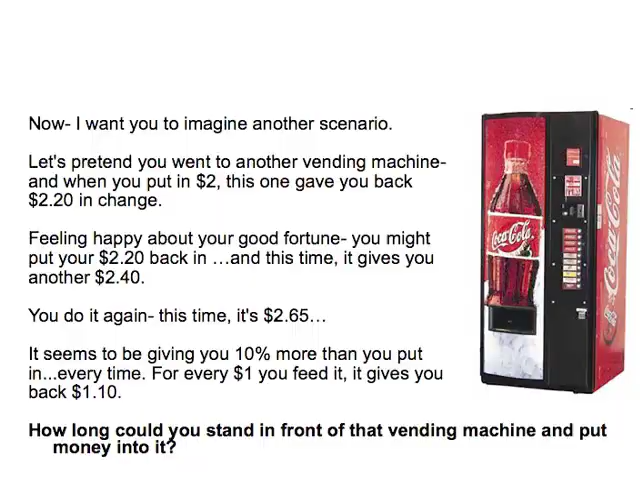 Now- I want you to imagine another scenario.
Let's pretend you went to another vending machine-
and when you put in $2, this one gave you back
$2.20 in change.
Feeling happy about your good fortune- you might
put your $2.20 back in …and this time, it gives you
another $2.40.
You do it again- this time, it's $2.65…
It seems to be giving you 10% more than you put
in...every time. For every $1 you feed it, it gives you
back $1.10.
How long could you stand in front of that vending machine and put
money into it?
Coca-Cola
Coca-Cola